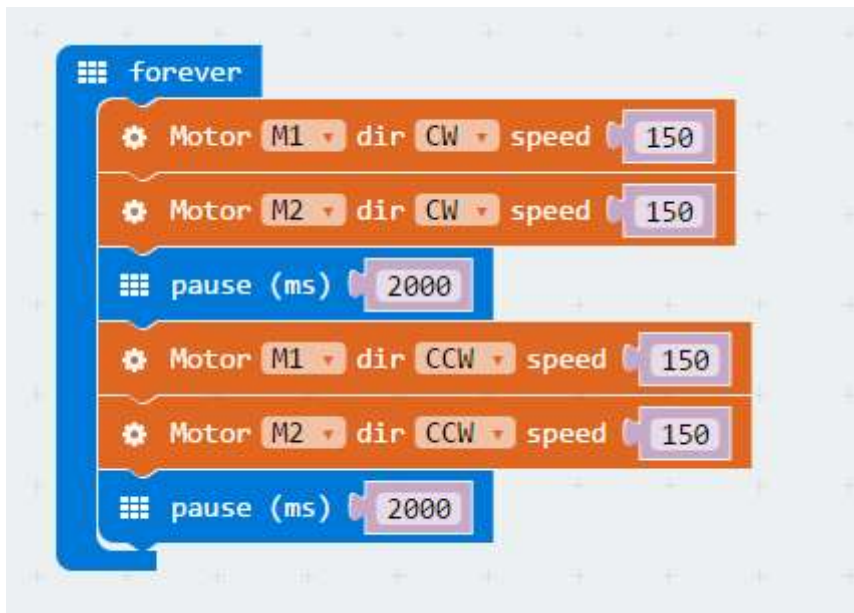 forever
Motor M1 dir CW speed 150
Motor M2 dir CW speed 150
pause (ms) 2000
Motor M1 dir CCW speed 150
Motor M2 dir CCW speed 150
pause (ms) 2000